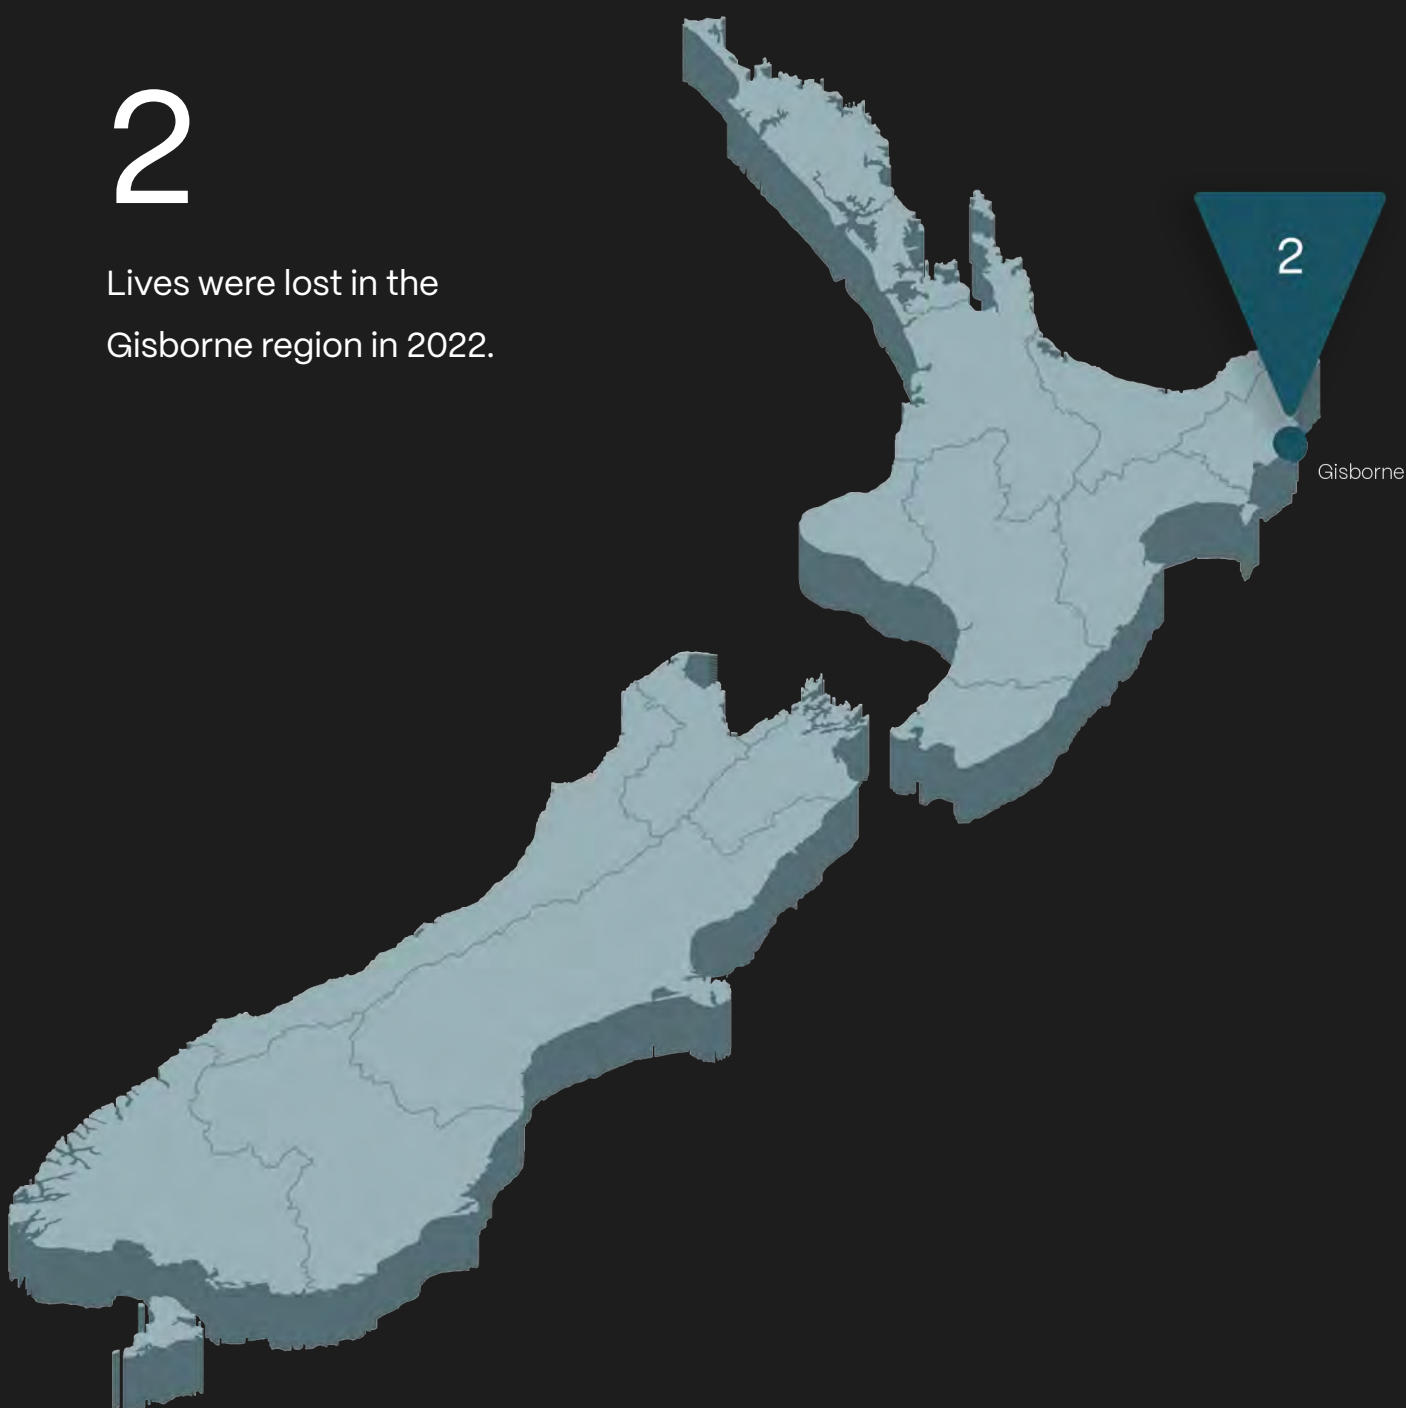 2
Lives were lost in the
Gisborne region in 2022.
2
Gisborne